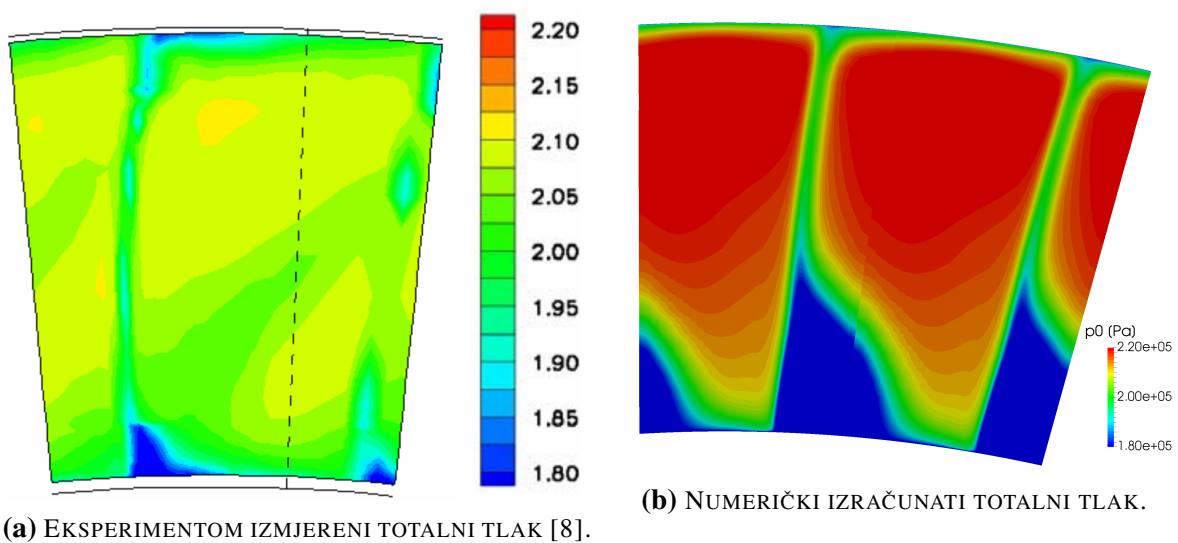 2.20
2.15
2.10
2.05
2.00
1.95
1.90
1.85
1.80
p0 (Pa)
2.20e+05
2.00e+05
1.80e+05
(a) EKSPERIMENTOM IZMJERENI TOTALNI TLAK [8].
(b) NUMERIČKI IZRAČUNATI TOTALNI TLAK.